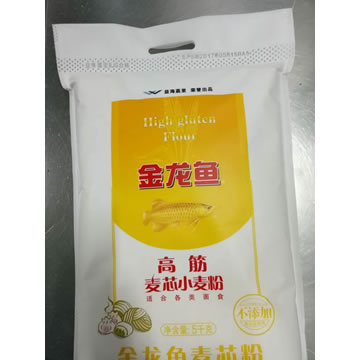 益海嘉里 荣誉出品
High gluten
Flour
金龙鱼
高筋
麦芯小麦粉
适合各类面食
不添加
净含量:5千克
金龙鱼麦芯粉